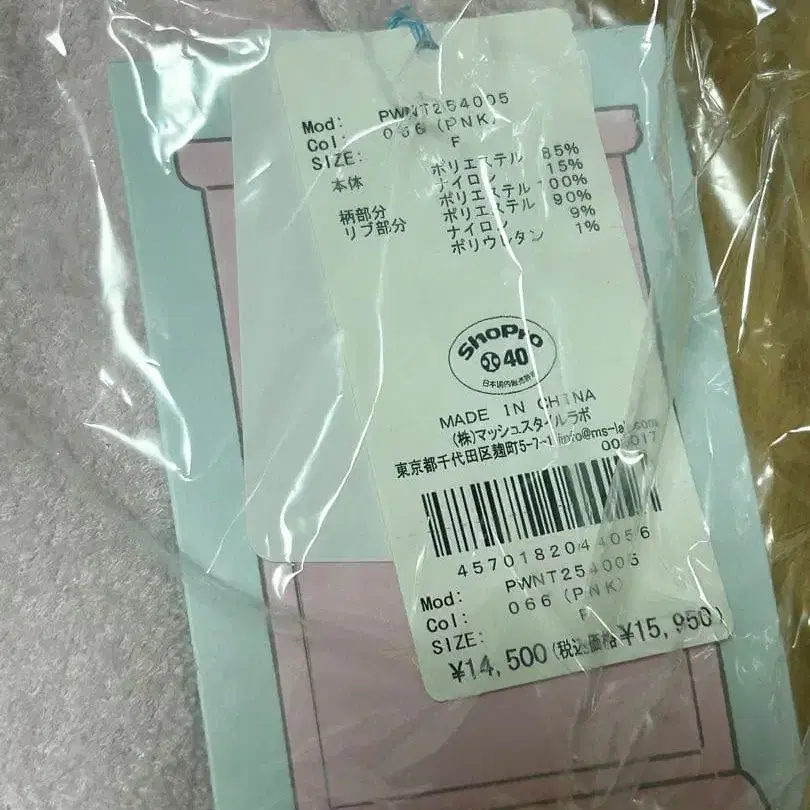 Mod: PWNT254005
Col: 066 (PNK)
SIZE: F
本体 ポリエステル 85%
ナイロン 15%
柄部分 ポリエステル 100%
リブ部分 ポリエステル 90%
ナイロン 9%
ポリウレタン 1%
ShoPro
40
MADE IN CHINA
(株)マッシュスタイルラボ
東京都千代田区麹町5-7-1 info@ms-lab.com
4570182044056
Mod: PWNT254005
Col: 066 (PNK)
SIZE: F
¥14,500 (税込価格 ¥15,950)